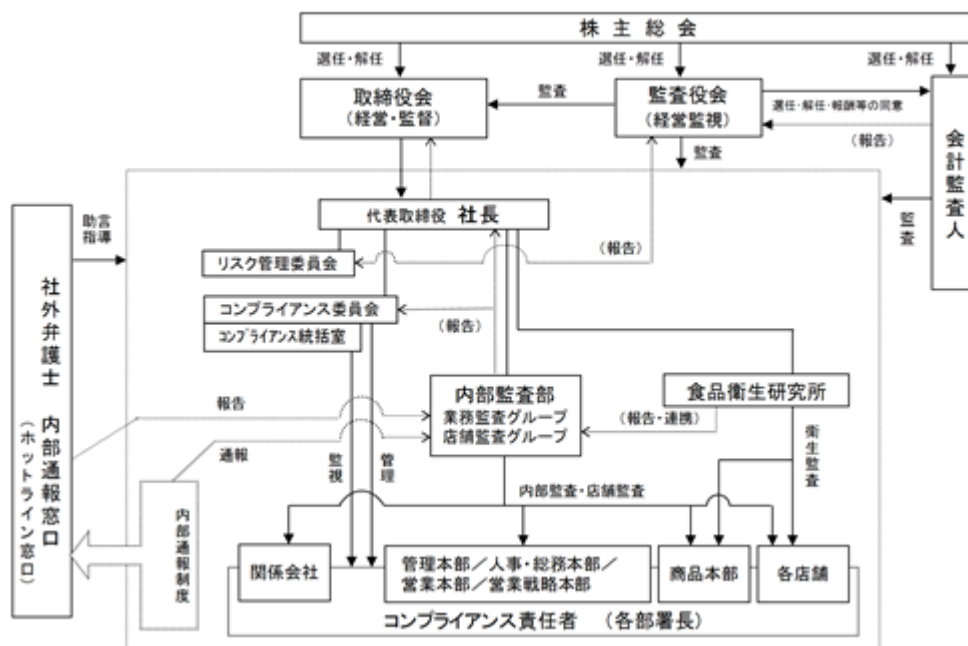 株主総会
選任・解任
選任・解任
選任・解任
取締役会
(経営・監督)
監査
監査役会
(経営監視)
選任・解任・報酬等の同意
(報告)
会計監査人
監査
監査
代表取締役 社長
助言
指導
リスク管理委員会
(報告)
コンプライアンス委員会
コンプライアンス統括室
(報告)
社外弁護士 内部通報窓口
(ホットライン窓口)
内部監査部
業務監査グループ
店舗監査グループ
食品衛生研究所
報告
(報告・連携)
通報
監視
管理
衛生監査
内部通報制度
内部監査・店舗監査
関係会社
管理本部/人事・総務本部/
営業本部/営業戦略本部
商品本部
各店舗
コンプライアンス責任者 (各部署長)